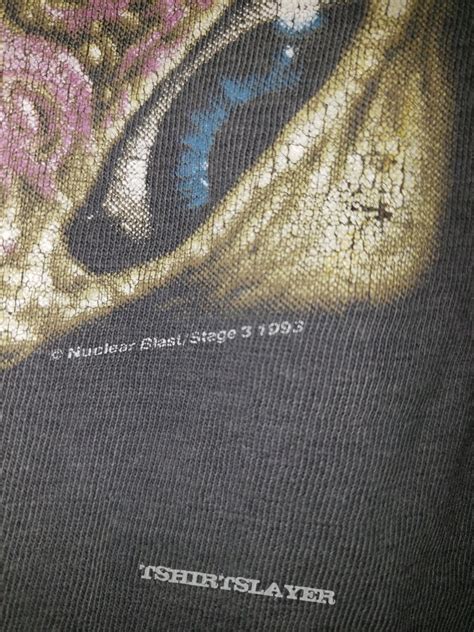 © Nuclear Blast/Stage 3 1993
TSHIRTSLAYER